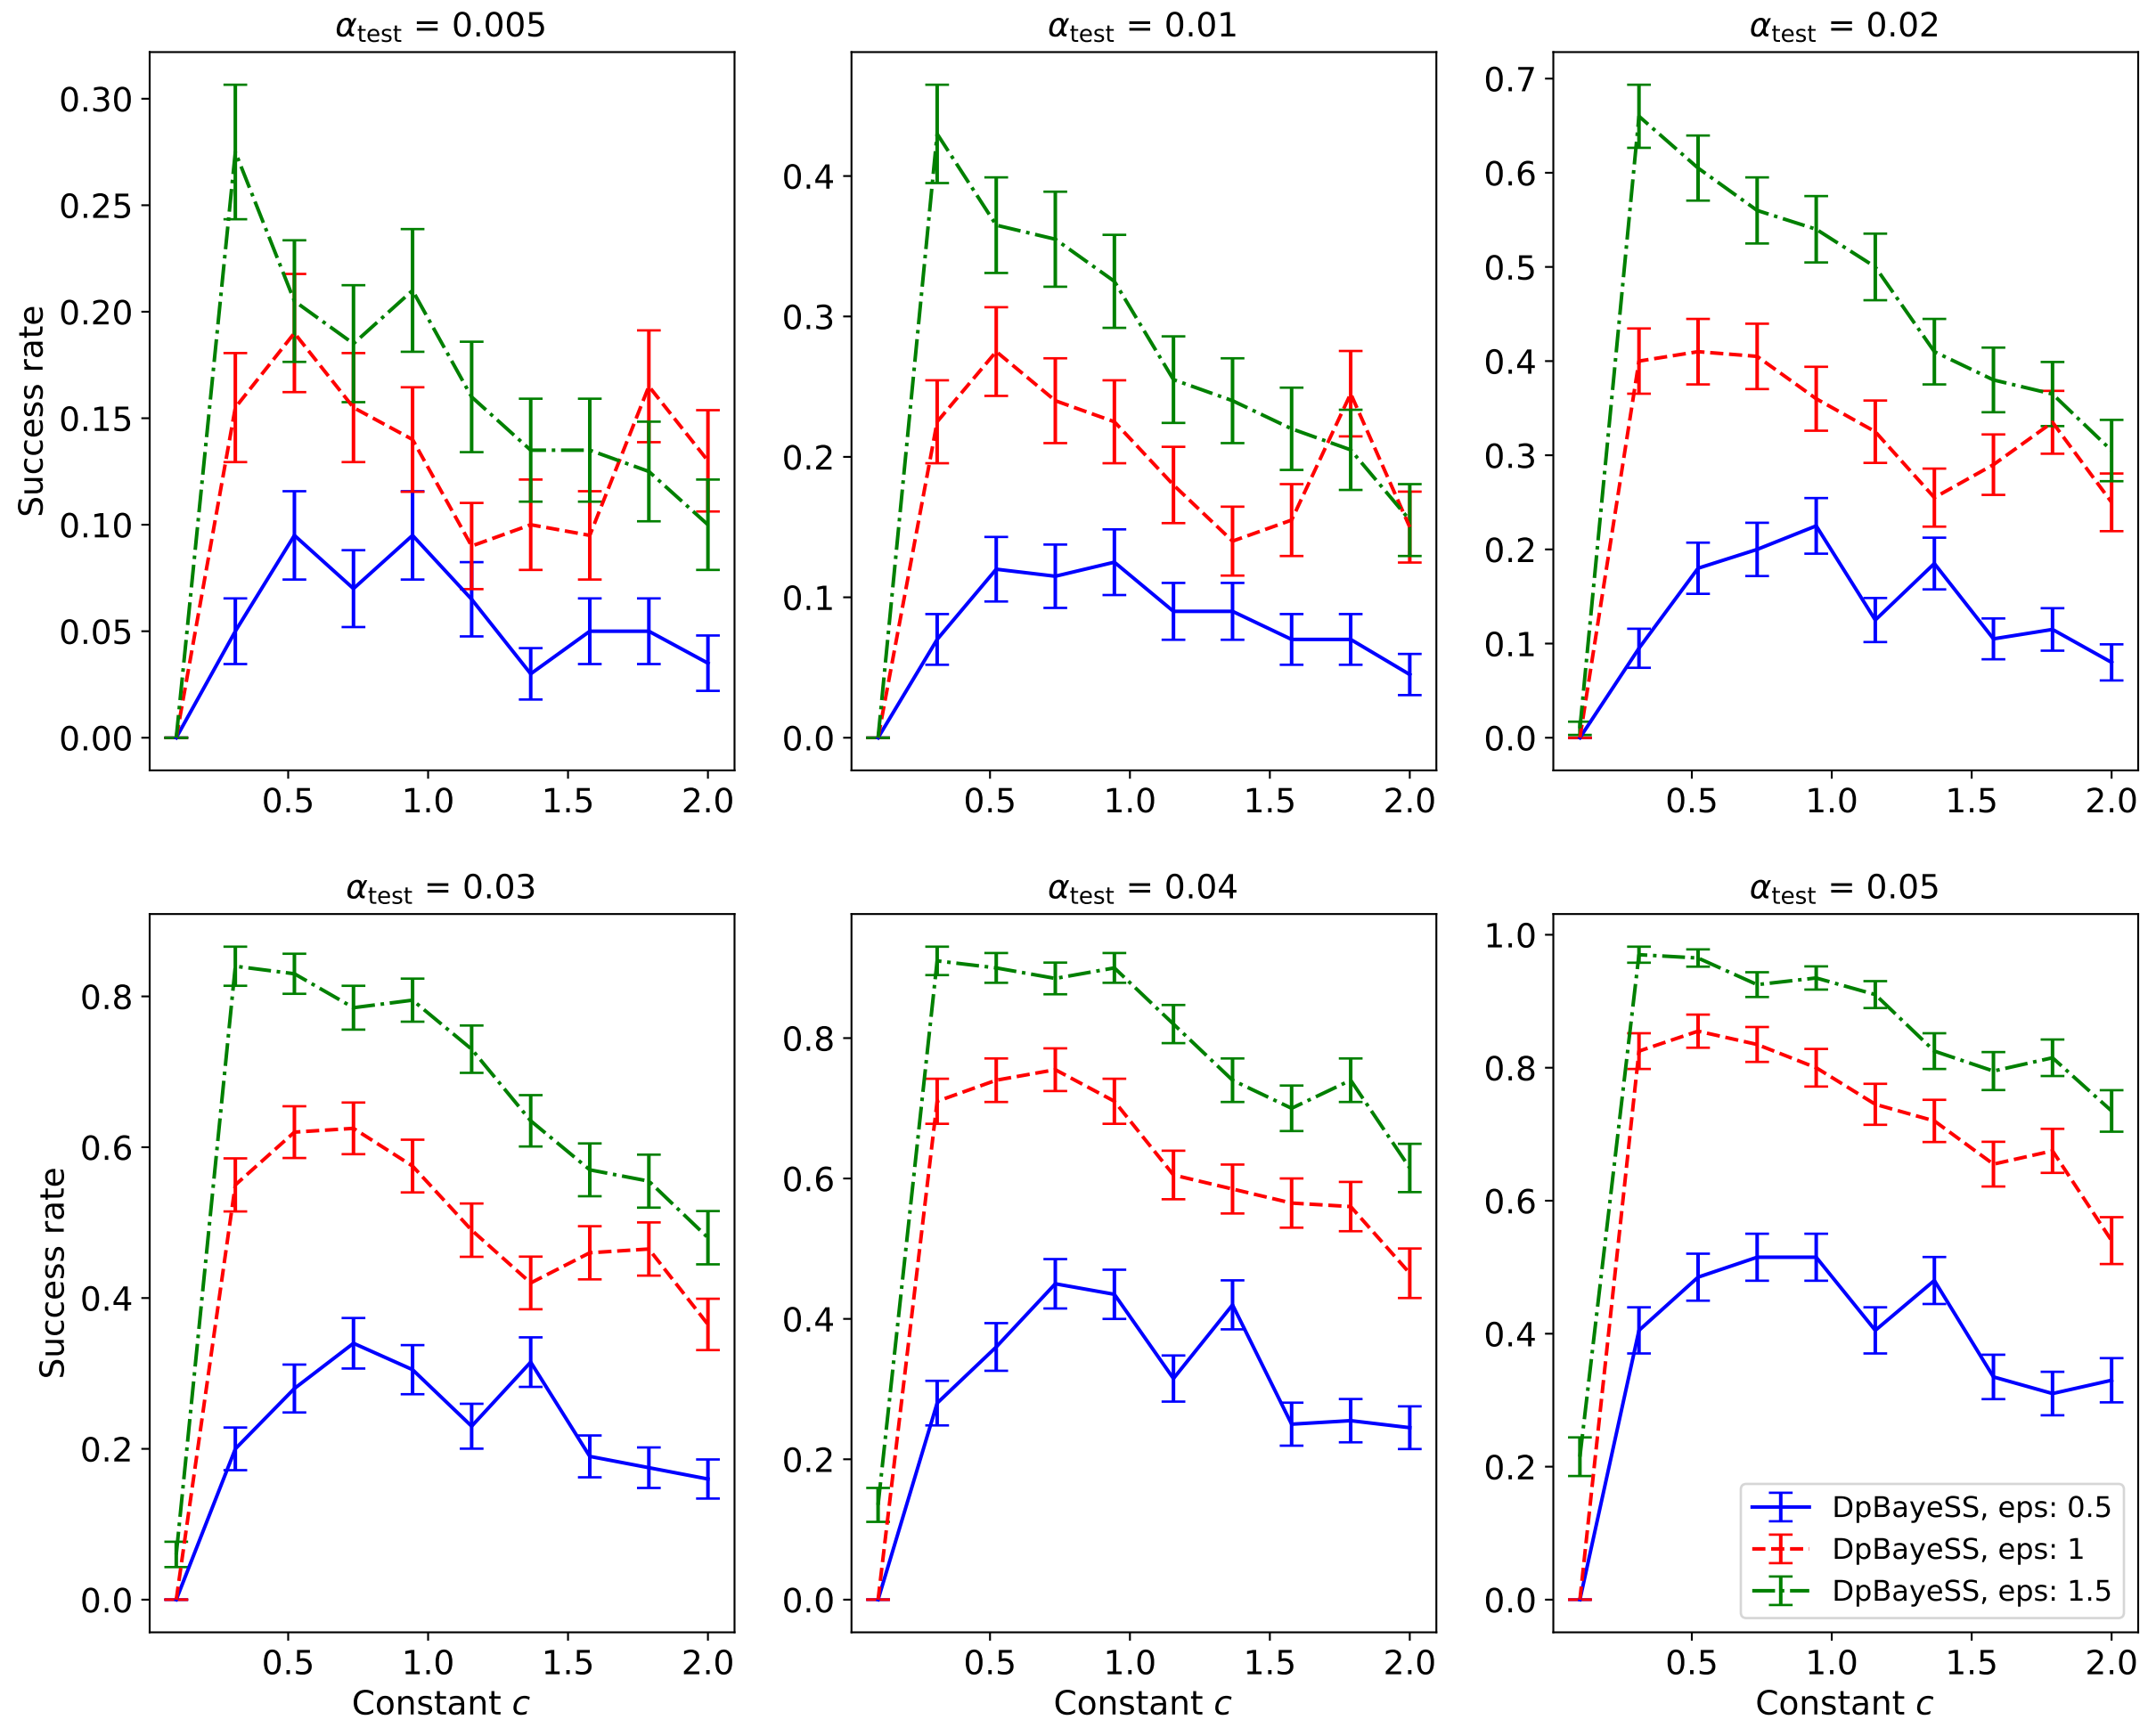 α_test = 0.005
Success rate
0.30
0.25
0.20
0.15
0.10
0.05
0.00
0.5 1.0 1.5 2.0
α_test = 0.01
0.4
0.3
0.2
0.1
0.0
0.5 1.0 1.5 2.0
α_test = 0.02
0.7
0.6
0.5
0.4
0.3
0.2
0.1
0.0
0.5 1.0 1.5 2.0
α_test = 0.03
Success rate
0.8
0.6
0.4
0.2
0.0
0.5 1.0 1.5 2.0
Constant c
α_test = 0.04
0.8
0.6
0.4
0.2
0.0
0.5 1.0 1.5 2.0
Constant c
α_test = 0.05
1.0
0.8
0.6
0.4
0.2
0.0
DpBayeSS, eps: 0.5
DpBayeSS, eps: 1
DpBayeSS, eps: 1.5
0.5 1.0 1.5 2.0
Constant c